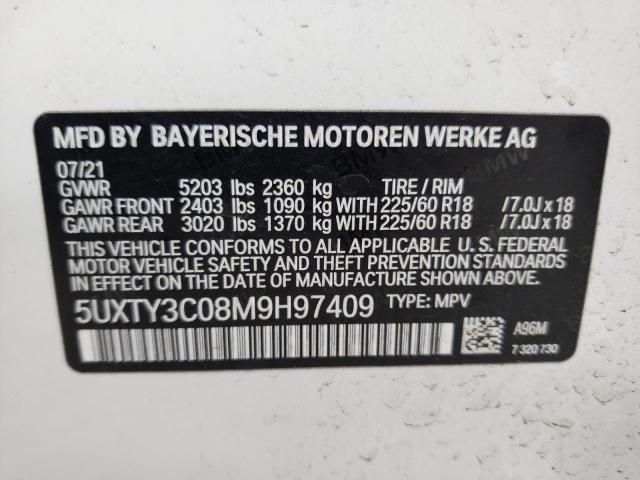 MFD BY BAYERISCHE MOTOREN WERKE AG
07/21
GVWR 5203 lbs 2360 kg TIRE / RIM
GAWR FRONT 2403 lbs 1090 kg WITH 225/60 R18 /7.0J x 18
GAWR REAR 3020 lbs 1370 kg WITH 225/60 R18 /7.0J x 18
THIS VEHICLE CONFORMS TO ALL APPLICABLE U. S. FEDERAL
MOTOR VEHICLE SAFETY AND THEFT PREVENTION STANDARDS
IN EFFECT ON THE DATE OF MANUFACTURE SHOWN ABOVE.
5UXTY3C08M9H97409 TYPE: MPV
A96M
7 320 730